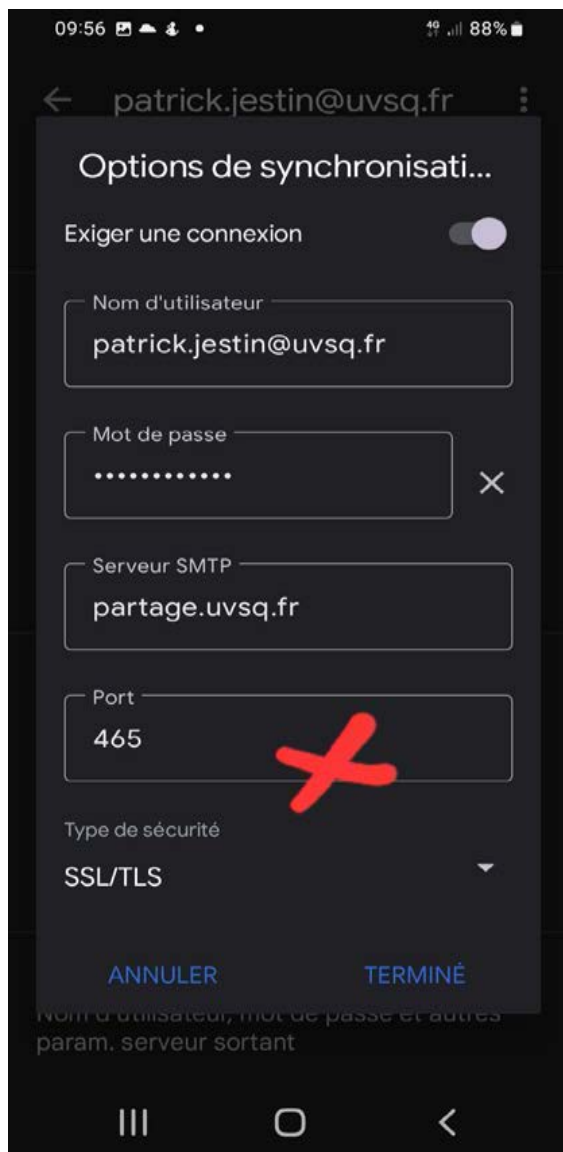 09:56
4G 88%
patrick.jestin@uvsq.fr
Options de synchronisati...
Exiger une connexion
Nom d'utilisateur
patrick.jestin@uvsq.fr
Mot de passe
••••••••••••
Serveur SMTP
partage.uvsq.fr
Port
465
Type de sécurité
SSL/TLS
ANNULER TERMINÉ
Nom d'utilisateur, mot de passe et autres
param. serveur sortant